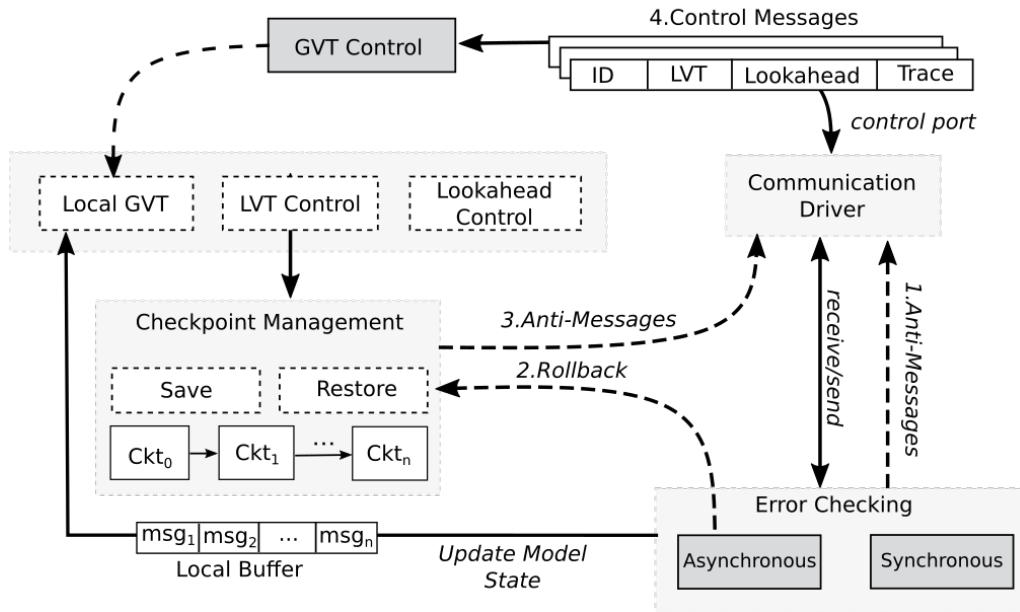 4.Control Messages
GVT Control
ID
LVT
Lookahead
Trace
control port
Local GVT
LVT Control
Lookahead
Control
Communication
Driver
Checkpoint Management
3.Anti-Messages
receive/send
1.Anti-Messages
2.Rollback
Save
Restore
Ckt₀
Ckt₁
...
Cktₙ
Error Checking
msg₁
msg₂
...
msgₙ
Local Buffer
Update Model
State
Asynchronous
Synchronous